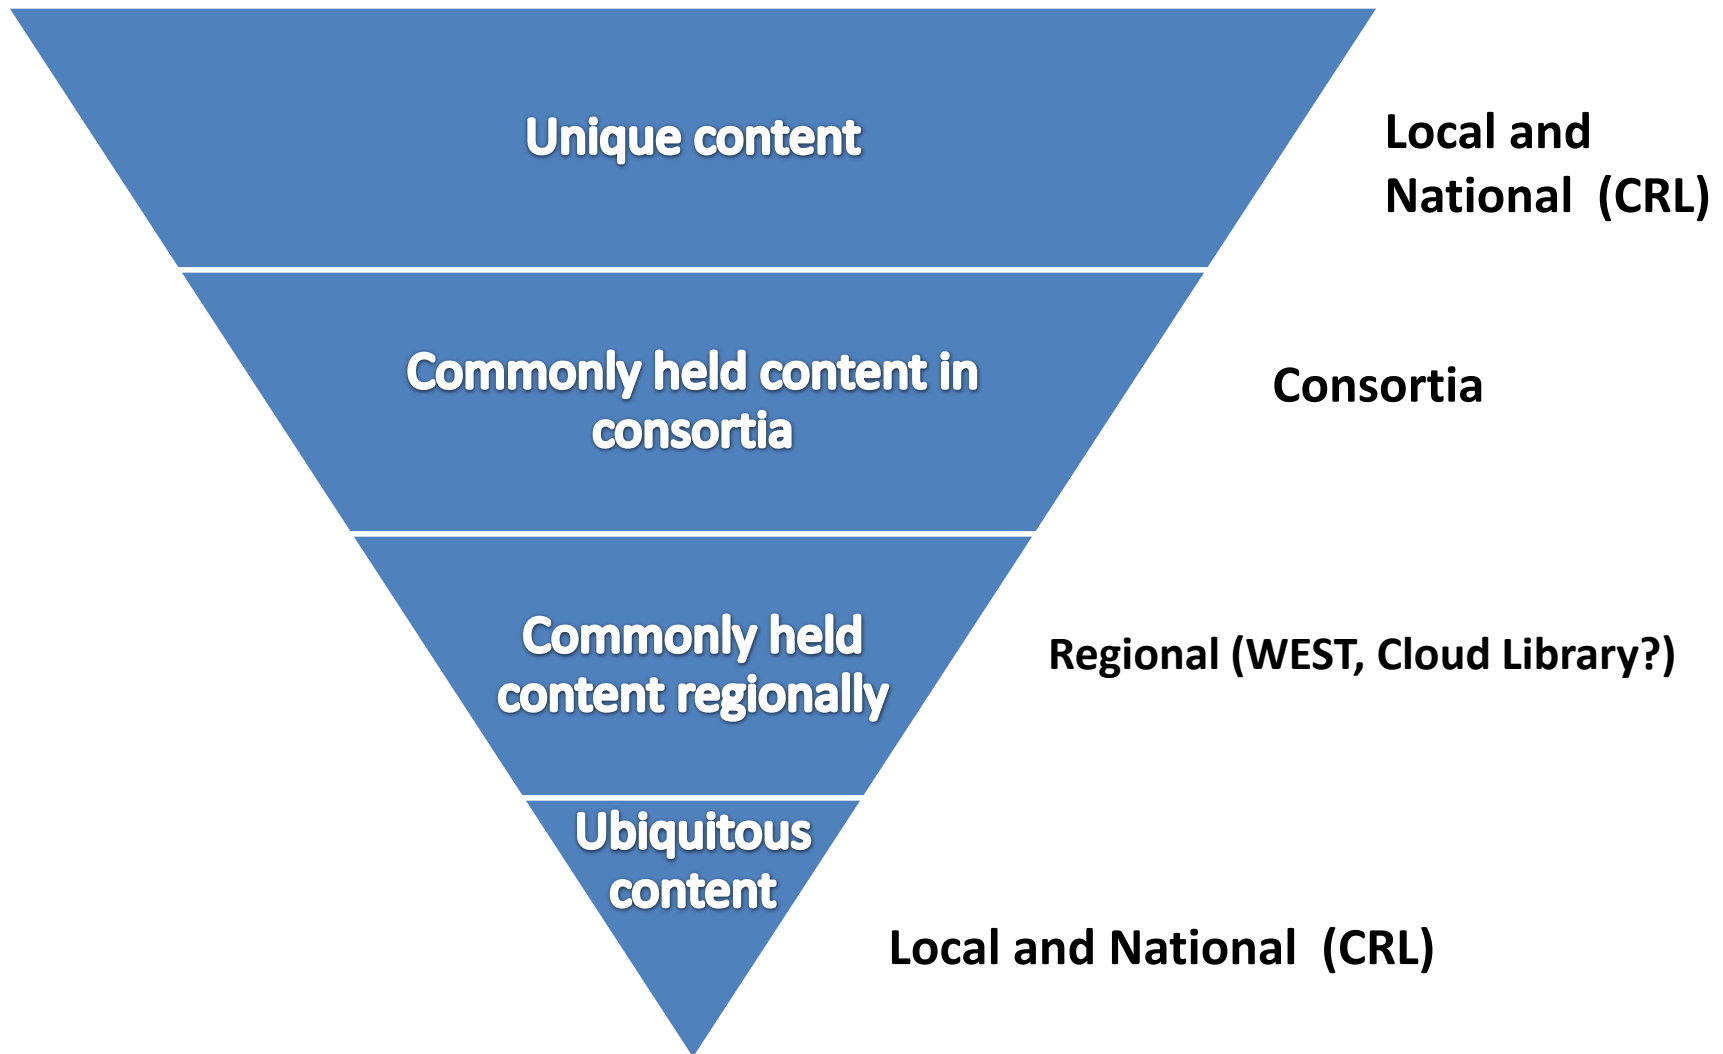 Unique content
Local and
National  (CRL)
Commonly held content in
consortia
Consortia
Commonly held
content regionally
Regional (WEST, Cloud Library?)
Ubiquitous
content
Local and National  (CRL)